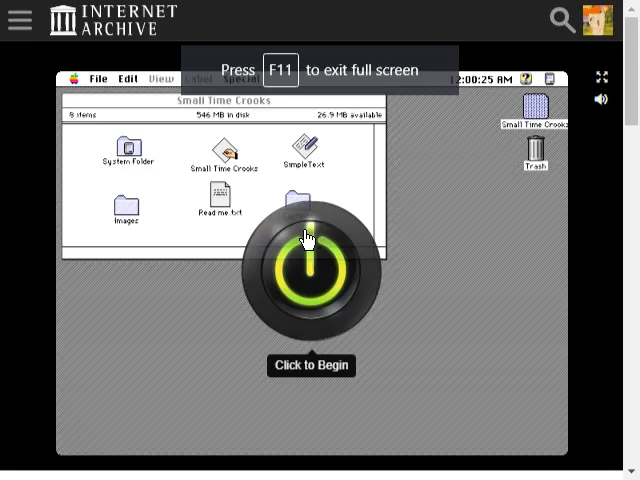 INTERNET
ARCHIVE
Press F11 to exit full screen
File Edit View Label Special 12:00:25 AM
Small Time Crooks
8 items 546 MB in disk 26.9 MB available
Small Time Crooks
System Folder
Small Time Crooks
SimpleText
Trash
Images
Read me.txt
Click to Begin